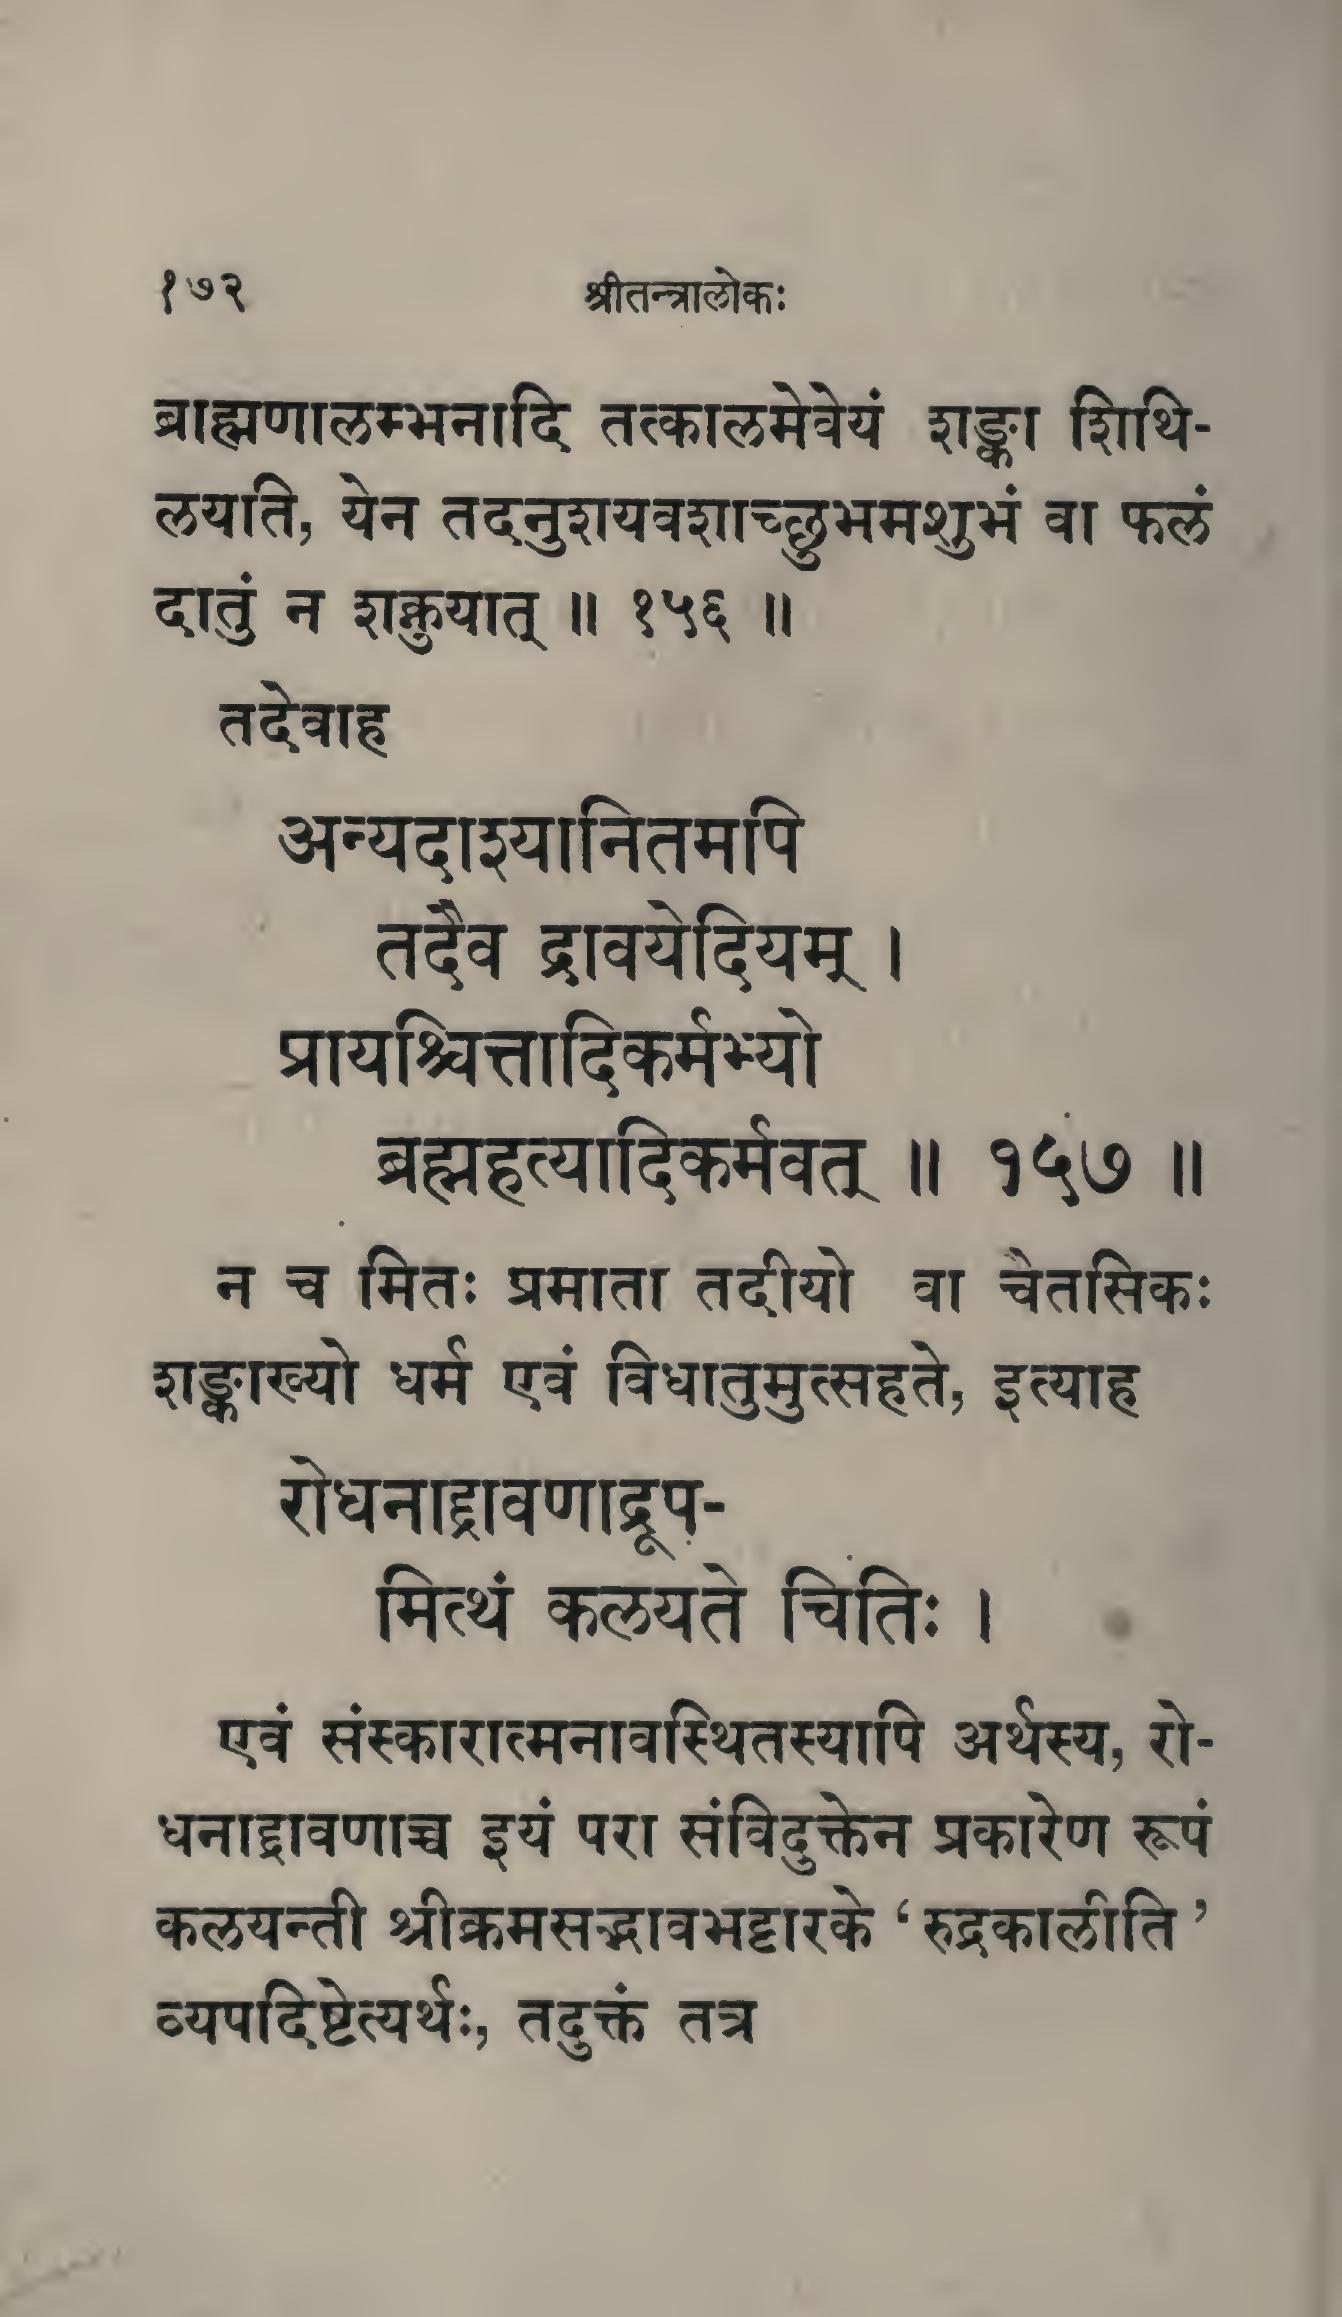 १७२ श्रीतन्त्रालोकः
ब्राह्मणालम्भनादि तत्कालमेवेयं शङ्का शिथि-
लयति, येन तदनुशयवशाच्छुभमशुभं वा फलं
दातुं न शक्नुयात् ॥ १५६ ॥
तदेवाह
अन्यदाश्यानितमपि
तदैव द्रावयेदियम् ।
प्रायश्चित्तादिकर्मभ्यो
ब्रह्महत्यादिकर्मवत् ॥ १५७ ॥
न च मितः प्रमाता तदीयो वा चैतसिकः
शङ्काख्यो धर्म एवं विधातुमुत्सहते, इत्याह
रोधनाद्द्रावणाद्रूप-
मित्थं कलयते चितिः ।
एवं संस्कारात्मनावस्थितस्यापि अर्थस्य, रो-
धनाद्द्रावणाच्च इयं परा संविदुक्तेन प्रकारेण रूपं
कलयन्ती श्रीक्रमसद्भावभट्टारके ‘रुद्रकालीति’
व्यपदिष्टेत्यर्थः, तदुक्तं तत्र